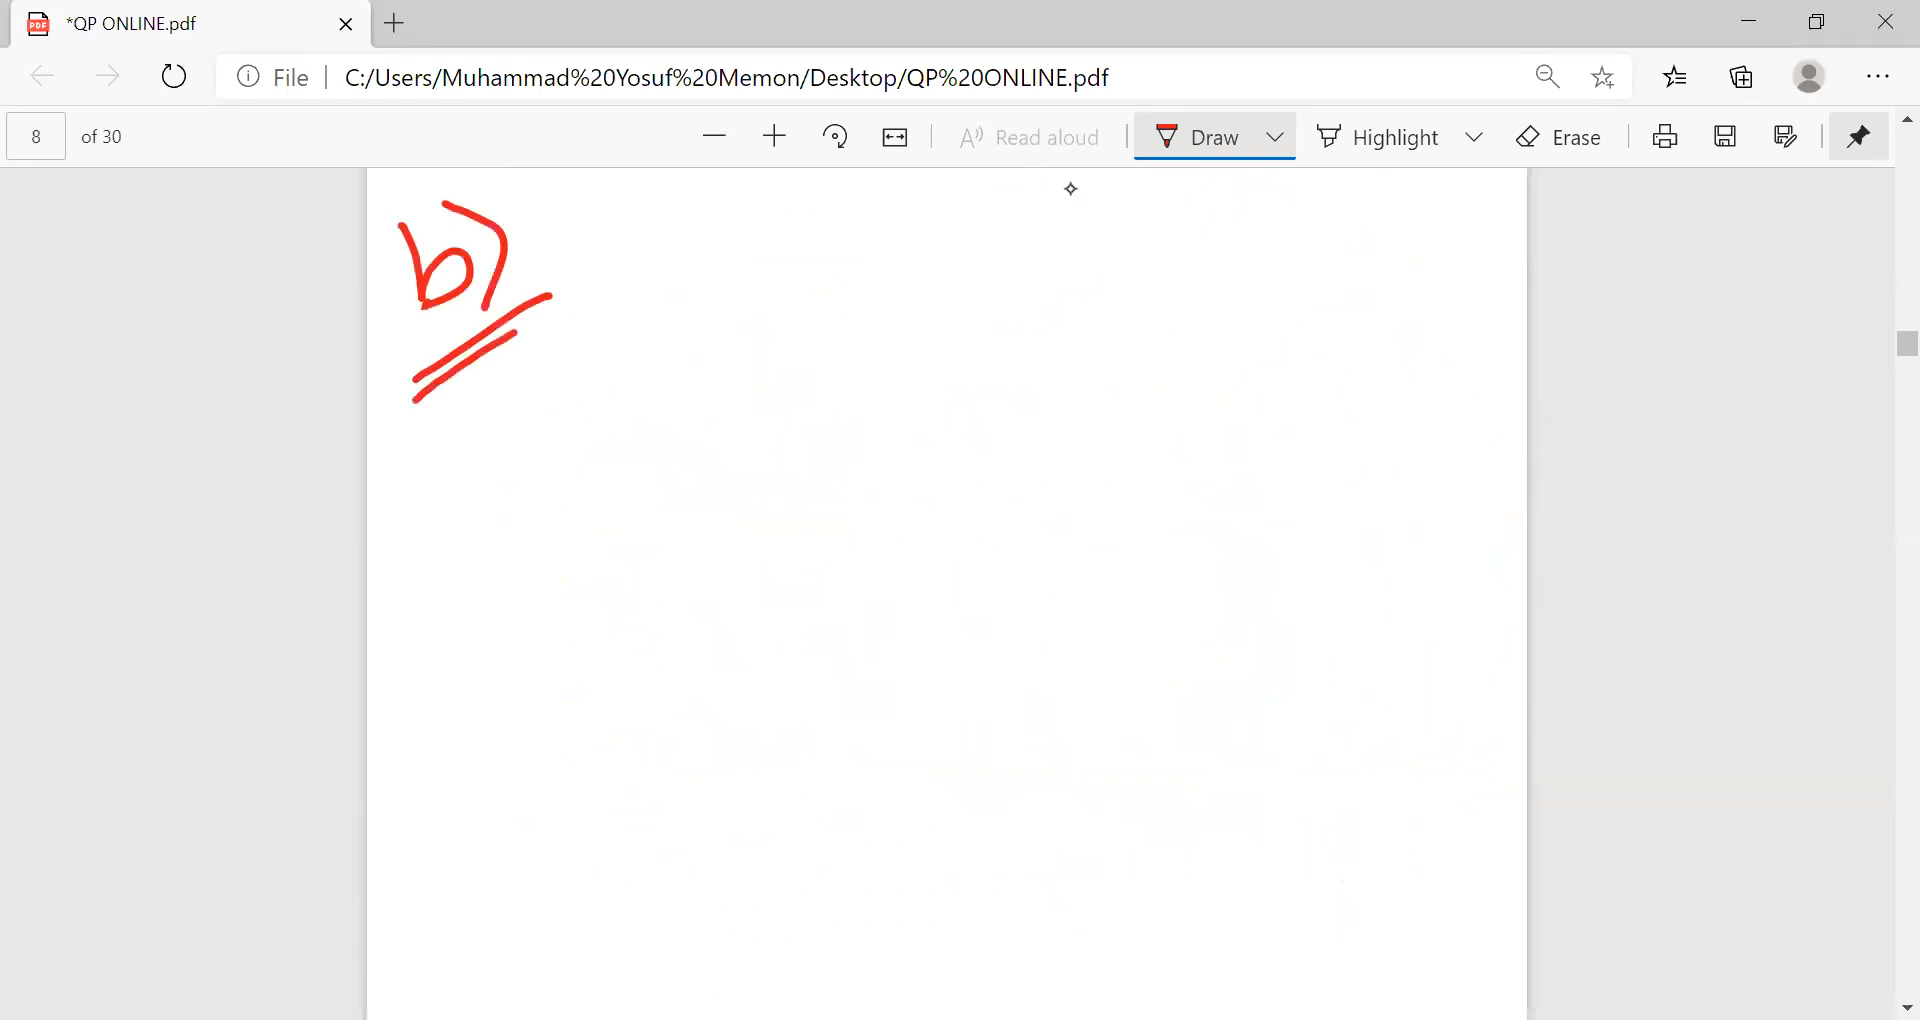 *QP ONLINE.pdf
File | C:/Users/Muhammad%20Yosuf%20Memon/Desktop/QP%20ONLINE.pdf
8 of 30 Read aloud Draw Highlight Erase
b)